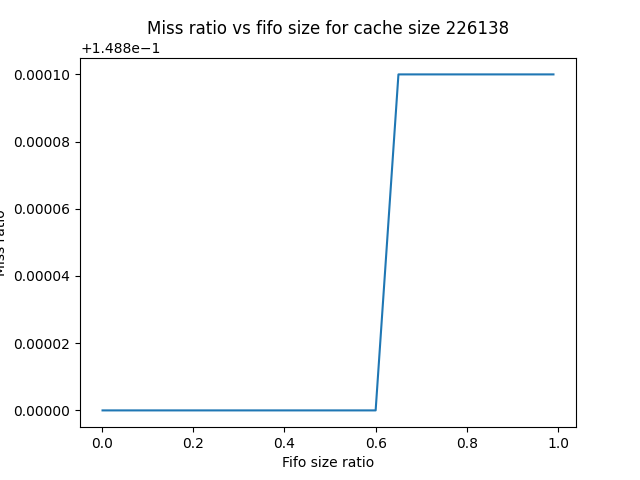 Miss ratio vs fifo size for cache size 226138
+1.488e−1
0.00010
0.00008
0.00006
0.00004
0.00002
0.00000
Miss ratio
0.0 0.2 0.4 0.6 0.8 1.0
Fifo size ratio